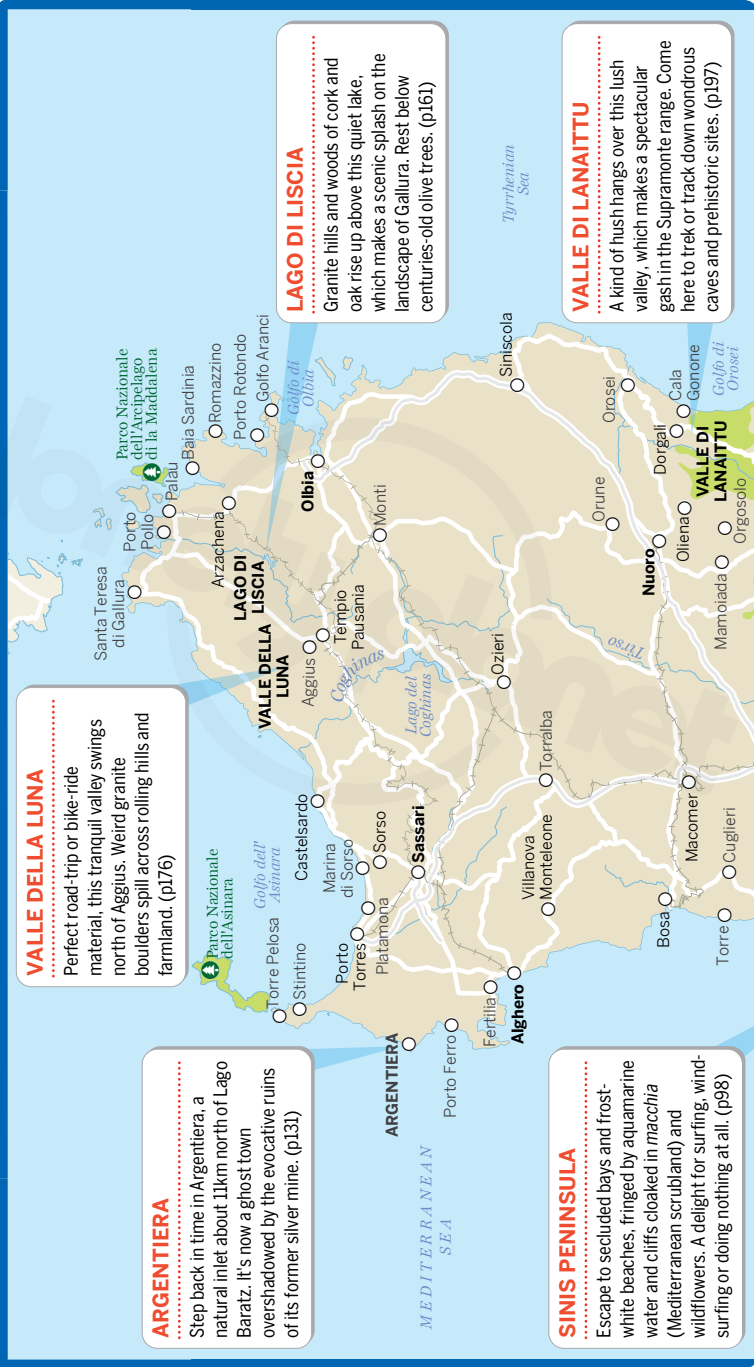 ARGENTIERA
Step back in time in Argentiera, a
natural inlet about 11km north of Lago
Baratz. It's now a ghost town
overshadowed by the evocative ruins
of its former silver mine. (p131)
VALLE DELLA LUNA
Perfect road-trip or bike-ride
material, this tranquil valley swings
north of Aggius. Weird granite
boulders spill across rolling hills and
farmland. (p176)
LAGO DI LISCIA
Granite hills and woods of cork and
oak rise up above this quiet lake,
which makes a scenic splash on the
landscape of Gallura. Rest below
centuries-old olive trees. (p161)
SINIS PENINSULA
Escape to secluded bays and frost-
white beaches, fringed by aquamarine
water and cliffs cloaked in macchia
(Mediterranean scrubland) and
wildflowers. A delight for surfing, wind-
surfing or doing nothing at all. (p98)
VALLE DI LANAITTU
A kind of hush hangs over this lush
valley, which makes a spectacular
gash in the Supramonte range. Come
here to trek or track down wondrous
caves and prehistoric sites. (p197)
Santa Teresa
di Gallura
Porto
Pollo
Palau
Parco Nazionale
dell'Arcipelago
di la Maddalena
Baia Sardinia
Romazzino
Porto Rotondo
Golfo Aranci
Golfo di
Olbia
Arzachena
LAGO DI
LISCIA
VALLE DELLA
LUNA
Aggius
Tempio
Pausania
Coghinas
Olbia
Monti
Lago del
Coghinas
Parco Nazionale
dell'Asinara
Golfo dell'
Asinara
Torre Pelosa
Stintino
Castelsardo
Marina
di Sorso
Sorso
Porto
Torres
Platamona
Sassari
ARGENTIERA
Porto Ferro
Fertilia
Alghero
MEDITERRANEAN
SEA
Tyrrhenian
Sea
Ozieri
Torralba
Villanova
Monteleone
Siniscola
Orune
Orosei
Tirso
Nuoro
Oliena
Dorgali
Cala
Gonone
Golfo di
Orosei
VALLE DI
LANAITTU
Orgosolo
Mamoiada
Macomer
Bosa
Cuglieri
Torre